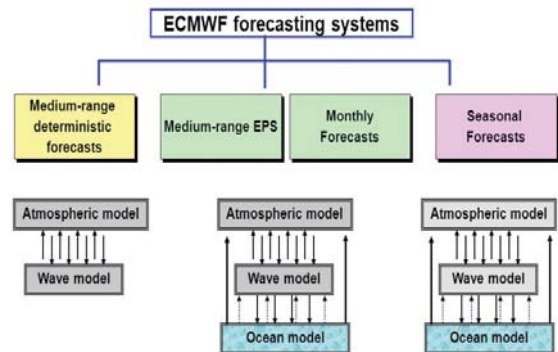 ECMWF forecasting systems
Medium-range
deterministic
forecasts
Medium-range EPS
Monthly
Forecasts
Seasonal
Forecasts
Atmospheric model
Wave model
Atmospheric model
Wave model
Ocean model
Atmospheric model
Wave model
Ocean model